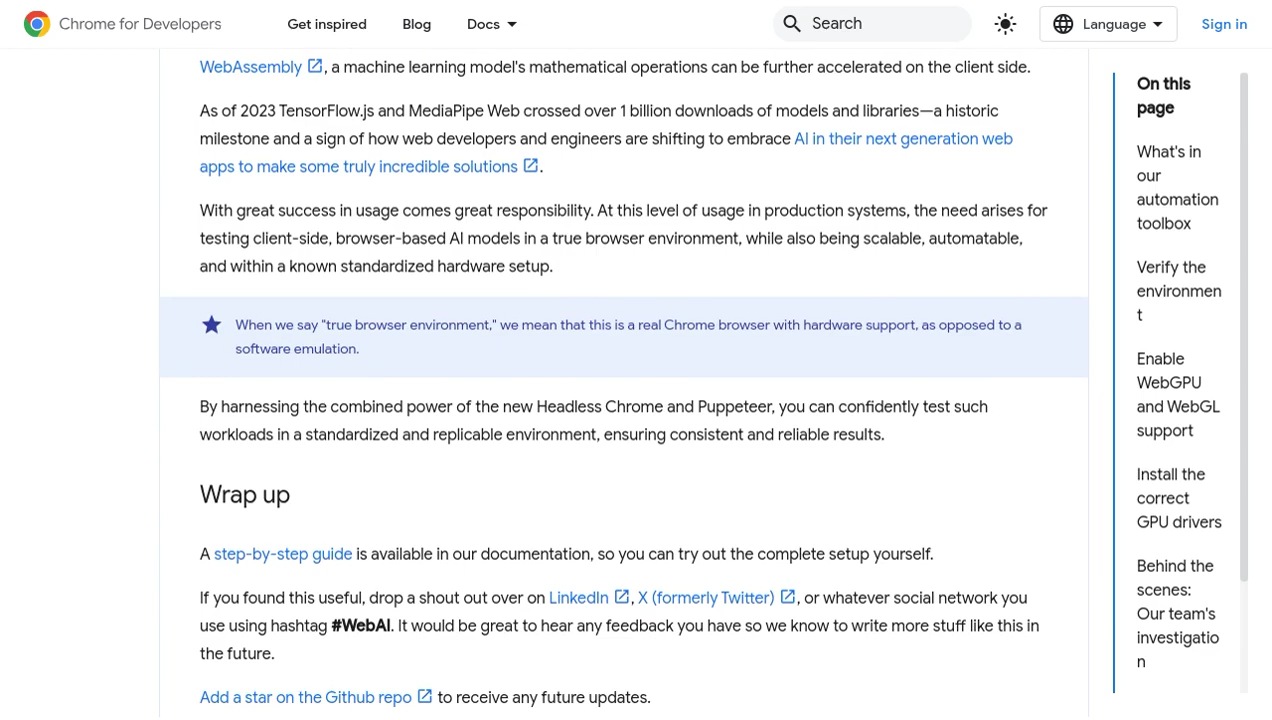 Chrome for Developers
Get inspired
Blog
Docs
Search
Language
Sign in
WebAssembly , a machine learning model's mathematical operations can be further accelerated on the client side.
As of 2023 TensorFlow.js and MediaPipe Web crossed over 1 billion downloads of models and libraries—a historic
milestone and a sign of how web developers and engineers are shifting to embrace AI in their next generation web
apps to make some truly incredible solutions .
With great success in usage comes great responsibility. At this level of usage in production systems, the need arises for
testing client-side, browser-based AI models in a true browser environment, while also being scalable, automatable,
and within a known standardized hardware setup.
When we say "true browser environment," we mean that this is a real Chrome browser with hardware support, as opposed to a
software emulation.
By harnessing the combined power of the new Headless Chrome and Puppeteer, you can confidently test such
workloads in a standardized and replicable environment, ensuring consistent and reliable results.
Wrap up
A step-by-step guide is available in our documentation, so you can try out the complete setup yourself.
If you found this useful, drop a shout out over on LinkedIn , X (formerly Twitter) , or whatever social network you
use using hashtag #WebAI. It would be great to hear any feedback you have so we know to write more stuff like this in
the future.
Add a star on the Github repo to receive any future updates.
On this
page
What's in
our
automation
toolbox
Verify the
environmen
t
Enable
WebGPU
and WebGL
support
Install the
correct
GPU drivers
Behind the
scenes:
Our team's
investigatio
n